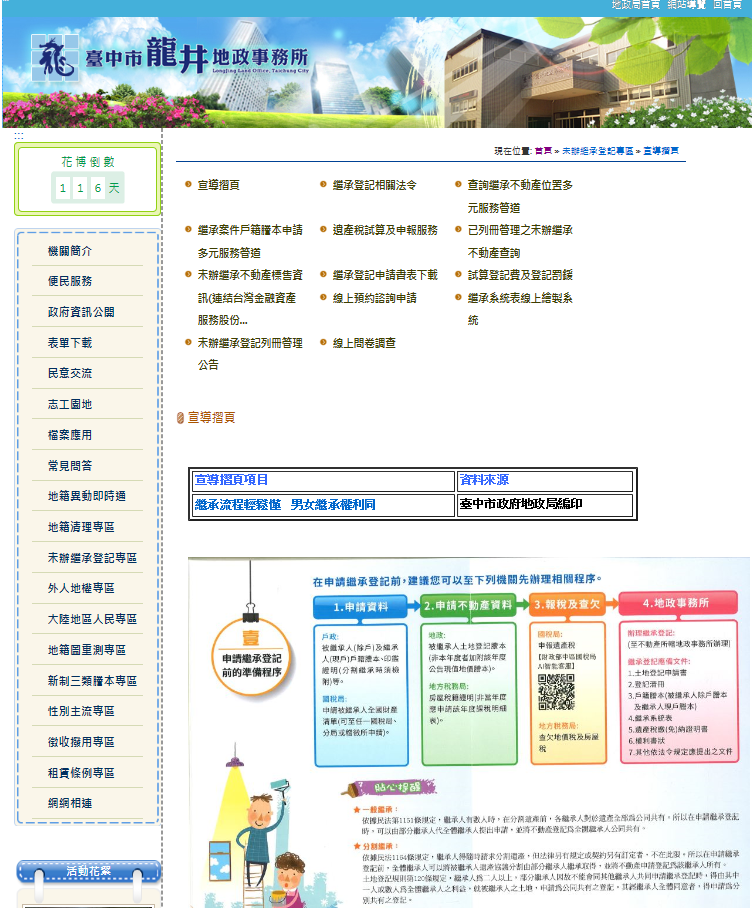 地政局首頁 網站導覽 回首頁
臺中市龍井地政事務所
LongJing Land Office, Taichung City
:::
花博倒數
116天
機關簡介
便民服務
政府資訊公開
表單下載
民意交流
志工園地
檔案應用
常見問答
地籍異動即時通
地籍清理專區
未辦繼承登記專區
外人地權專區
大陸地區人民專區
地籍圖重測專區
新制三類謄本專區
性別主流專區
徵收撥用專區
租賃條例專區
網網相連
活動花絮
現在位置: 首頁 » 未辦繼承登記專區 » 宣導摺頁
宣導摺頁
繼承登記相關法令
查詢繼承不動產位置多
元服務管道
繼承案件戶籍謄本申請
多元服務管道
遺產稅試算及申報服務
已列冊管理之未辦繼承
不動產查詢
未辦繼承不動產標售資
訊(連結台灣金融資產
服務股份...
繼承登記申請書表下載
線上預約諮詢申請
試算登記費及登記罰鍰
繼承系統表線上繪製系
統
未辦繼承登記列冊管理
公告
線上問卷調查
宣導摺頁
宣導摺頁項目 資料來源
繼承流程輕鬆懂 男女繼承權利同 臺中市政府地政局編印
在申請繼承登記前,建議您可以至下列機關先辦理相關程序。
壹
申請繼承登記
前的準備程序
1.申請資料
戶政:
被繼承人(除戶)及繼承
人(現戶)戶籍謄本、印鑑
證明(分割繼承時須檢
附)等。
國稅局:
申請被繼承人全國財產
清單(可至任一國稅局、
分局或稽徵所申請)。
2.申請不動產資料
地政:
被繼承人土地登記謄本
(非本年度者加附該年度
公告現值地價謄本)。
地方稅務局:
房屋稅籍證明(非當年度
應申請該年度課稅明細
表)。
3.報稅及查欠
國稅局:
申報遺產稅
【財政部中區國稅局
AI智能客服】
地方稅務局:
查欠地價稅及房屋
稅
4.地政事務所
辦理繼承登記:
(至不動產所轄地政事務所辦理)
繼承登記應備文件:
1.土地登記申請書
2.登記清冊
3.戶籍謄本(被繼承人除戶謄本
及繼承人現戶謄本)
4.繼承系統表
5.遺產稅繳(免)納證明書
6.權利書狀
7.其他依法令規定應提出之文件
貼心提醒
★一般繼承:
依據民法第1151條規定,繼承人有數人時,在分割遺產前,各繼承人對於遺產全部為公同共有。所以在申請繼承登記
時,可以由部分繼承人代全體繼承人提出申請,並將不動產登記為全體繼承人公同共有。
★分割繼承:
依據民法1164條規定,繼承人得隨時請求分割遺產,但法律另有規定或契約另有訂定者,不在此限。所以在申請繼承
登記前,全體繼承人可以將被繼承人遺產協議分割由部分繼承人繼承取得,並將不動產申請登記為該繼承人所有。
土地登記規則第120條規定,繼承人為二人以上,部分繼承人因故不能會同其他繼承人共同申請繼承登記時,得由其中
一人或數人為全體繼承人之利益,就被繼承人之土地,申請為公同共有之登記。其經繼承人全體同意者,得申請為分
別共有之登記。